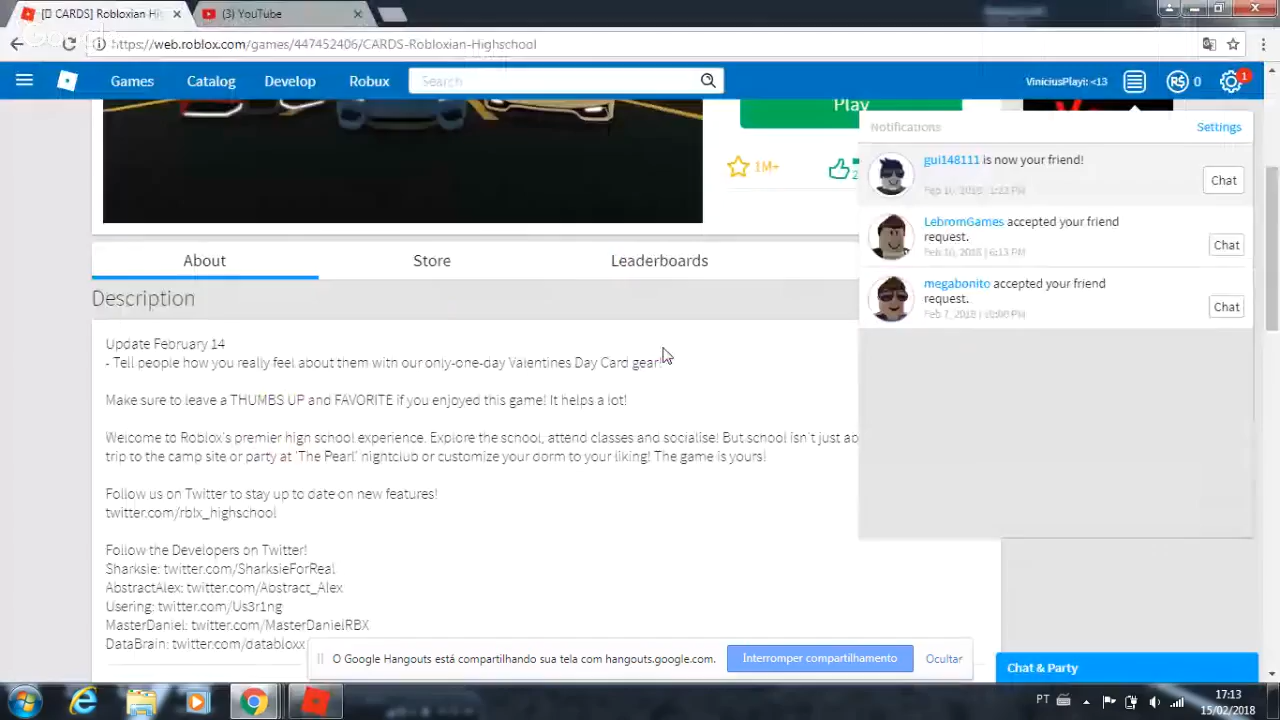 [ CARDS] Robloxian Hi
(3) YouTube
https://web.roblox.com/games/447452406/CARDS-Robloxian-Highschool
Games Catalog Develop Robux Search ViniciusPlayi: <13 R$ 0 1
Play
Notifications Settings
1M+
gui148111 is now your friend!
Chat
LebromGames accepted your friend
request.
Feb 10, 2018 | 6:13 PM
Chat
megabonito accepted your friend
request.
Chat
About Store Leaderboards
Description
Update February 14
- Tell people how you really feel about them with our only-one-day Valentines Day Card gear!
Make sure to leave a THUMBS UP and FAVORITE if you enjoyed this game! It helps a lot!
Welcome to Roblox's premier high school experience. Explore the school, attend classes and socialise! But school isn't just
trip to the camp site or party at 'The Pearl' nightclub or customize your dorm to your liking! The game is yours!
Follow us on Twitter to stay up to date on new features!
twitter.com/rblx_highschool
Follow the Developers on Twitter!
Sharksie: twitter.com/SharksieForReal
AbstractAlex: twitter.com/Abstract_Alex
Usering: twitter.com/Us3r1ng
MasterDaniel: twitter.com/MasterDanielRBX
DataBrain: twitter.com/databloxx
O Google Hangouts está compartilhando sua tela com hangouts.google.com. Interromper compartilhamento Ocultar
Chat & Party
PT
17:13
15/02/2018